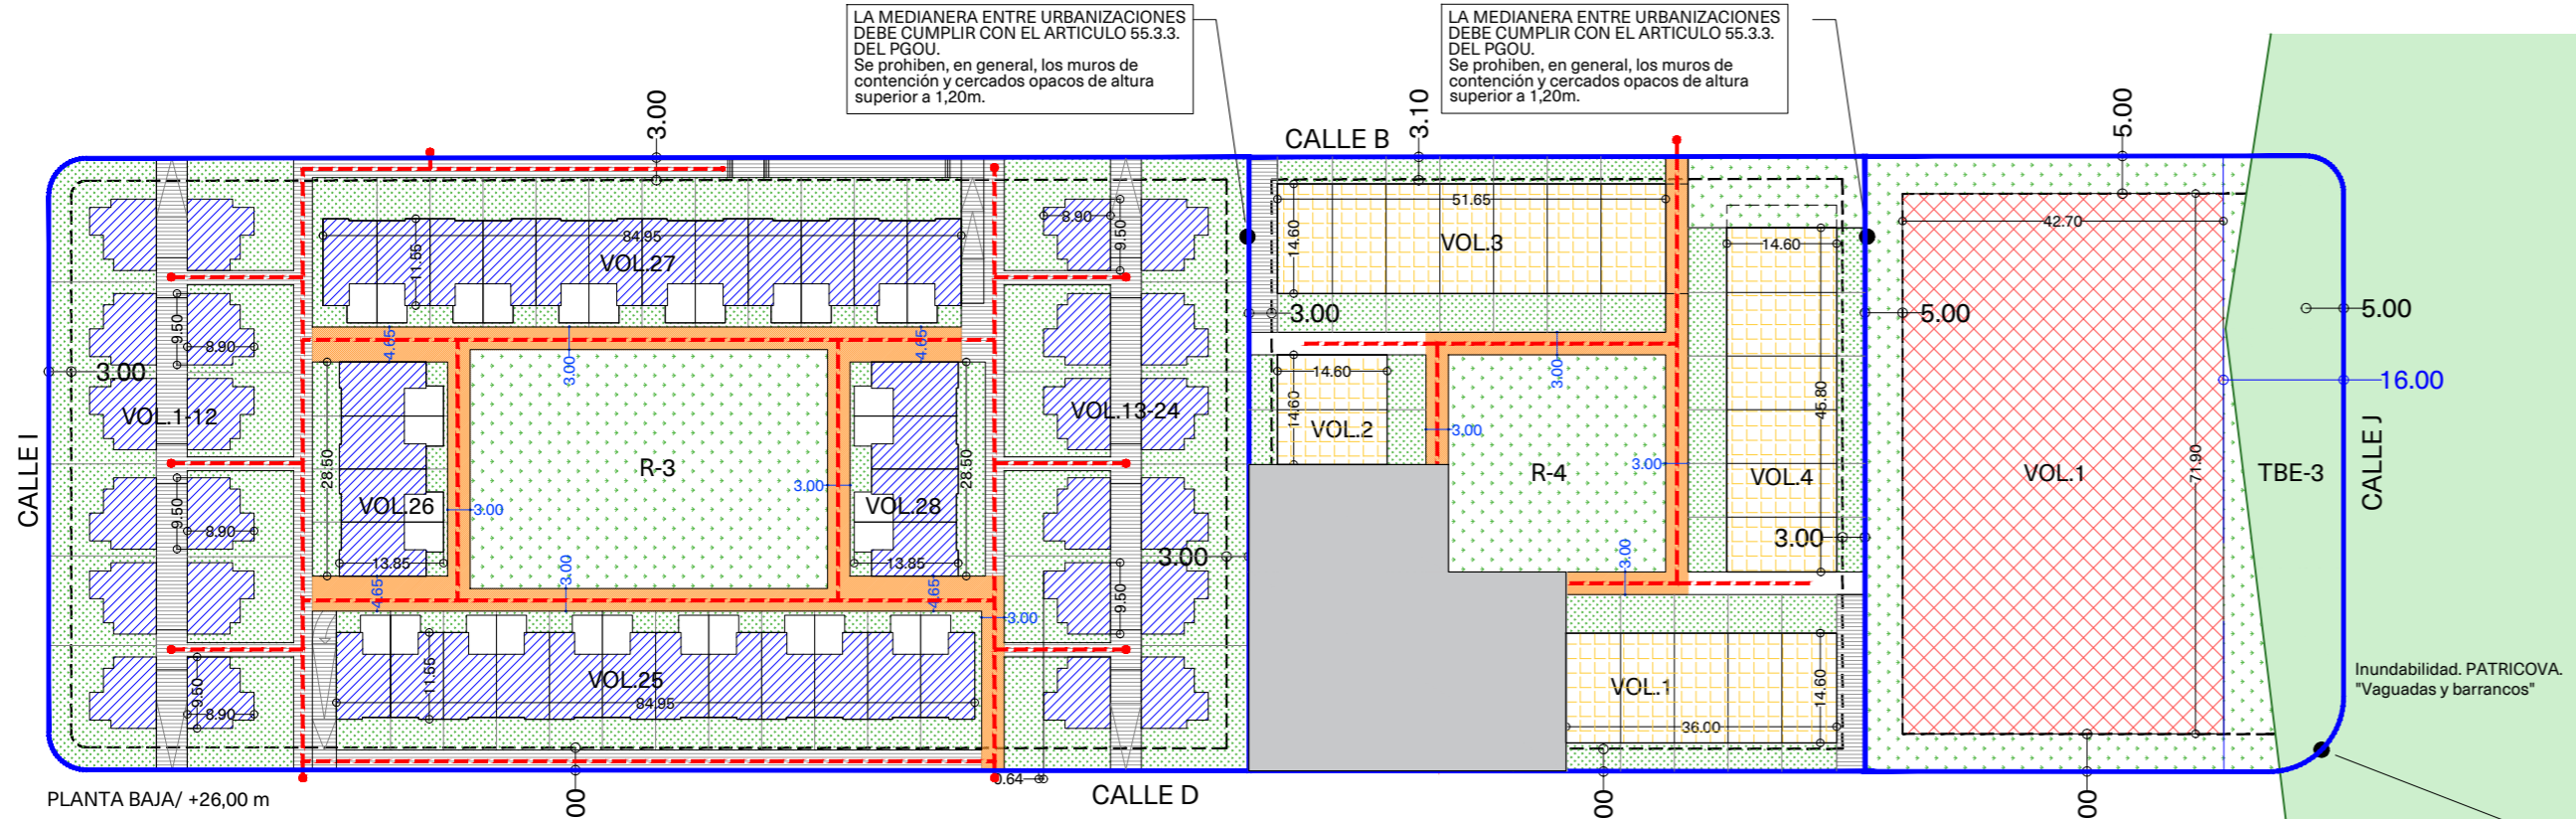 LA MEDIANERA ENTRE URBANIZACIONES
DEBE CUMPLIR CON EL ARTICULO 55.3.3.
DEL PGOU.
Se prohiben, en general, los muros de
contención y cercados opacos de altura
superior a 1,20m.
LA MEDIANERA ENTRE URBANIZACIONES
DEBE CUMPLIR CON EL ARTICULO 55.3.3.
DEL PGOU.
Se prohiben, en general, los muros de
contención y cercados opacos de altura
superior a 1,20m.
3.00
CALLE B
3.10
5.00
CALLE I
3.00
VOL.1-12
9.50
8.90
9.50
8.90
9.50
8.90
84.95
11.55
VOL.27
4.65
3.00
4.65
28.50
VOL.26
13.85
3.00
R-3
3.00
28.50
VOL.28
13.85
4.65
3.00
4.65
3.00
11.55
VOL.25
84.95
8.90
9.50
VOL.13-24
3.00
9.50
0.64
51.65
14.60
VOL.3
3.00
14.60
14.60
VOL.2
3.00
3.00
R-4
3.00
3.00
14.60
45.80
VOL.4
3.00
VOL.1
14.60
36.00
42.70
5.00
VOL.1
71.90
5.00
16.00
TBE-3
CALLE J
Inundabilidad. PATRICOVA.
"Vaguadas y barrancos"
PLANTA BAJA/ +26,00 m
00
CALLE D
00
00